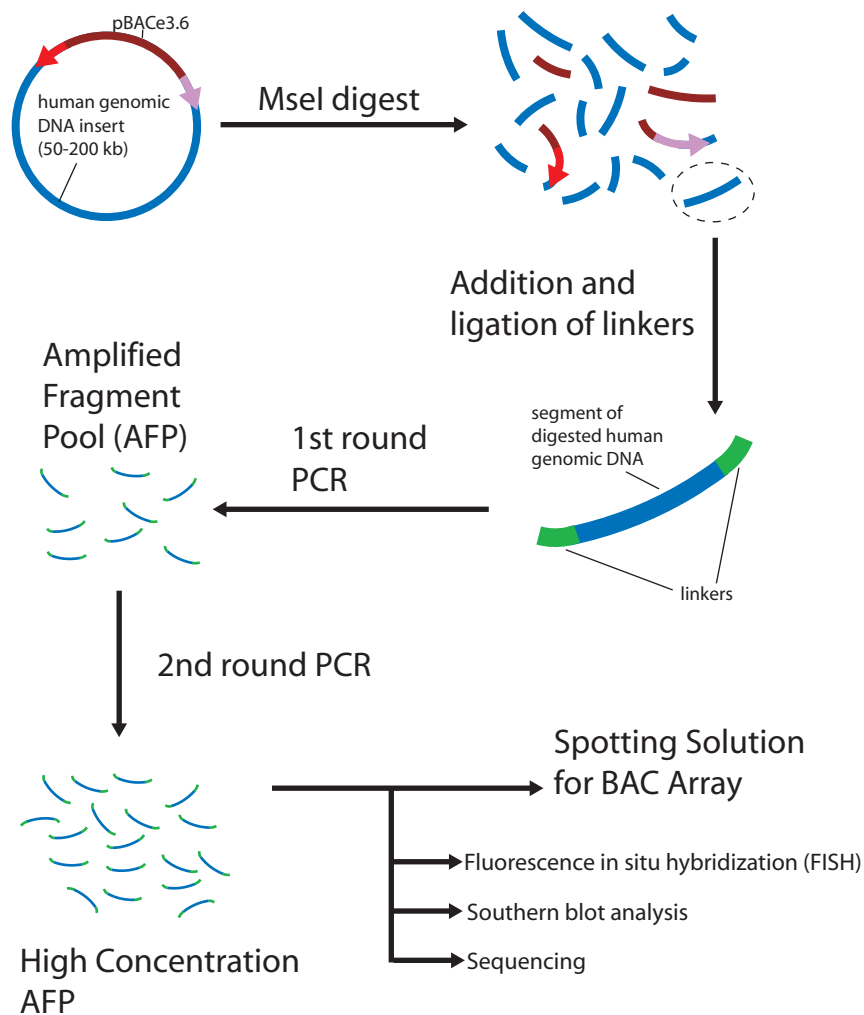 pBACe3.6
human genomic
DNA insert
(50-200 kb)
MseI digest
Addition and
ligation of linkers
segment of
digested human
genomic DNA
linkers
1st round
PCR
Amplified
Fragment
Pool (AFP)
2nd round PCR
High Concentration
AFP
Spotting Solution
for BAC Array
Fluorescence in situ hybridization (FISH)
Southern blot analysis
Sequencing